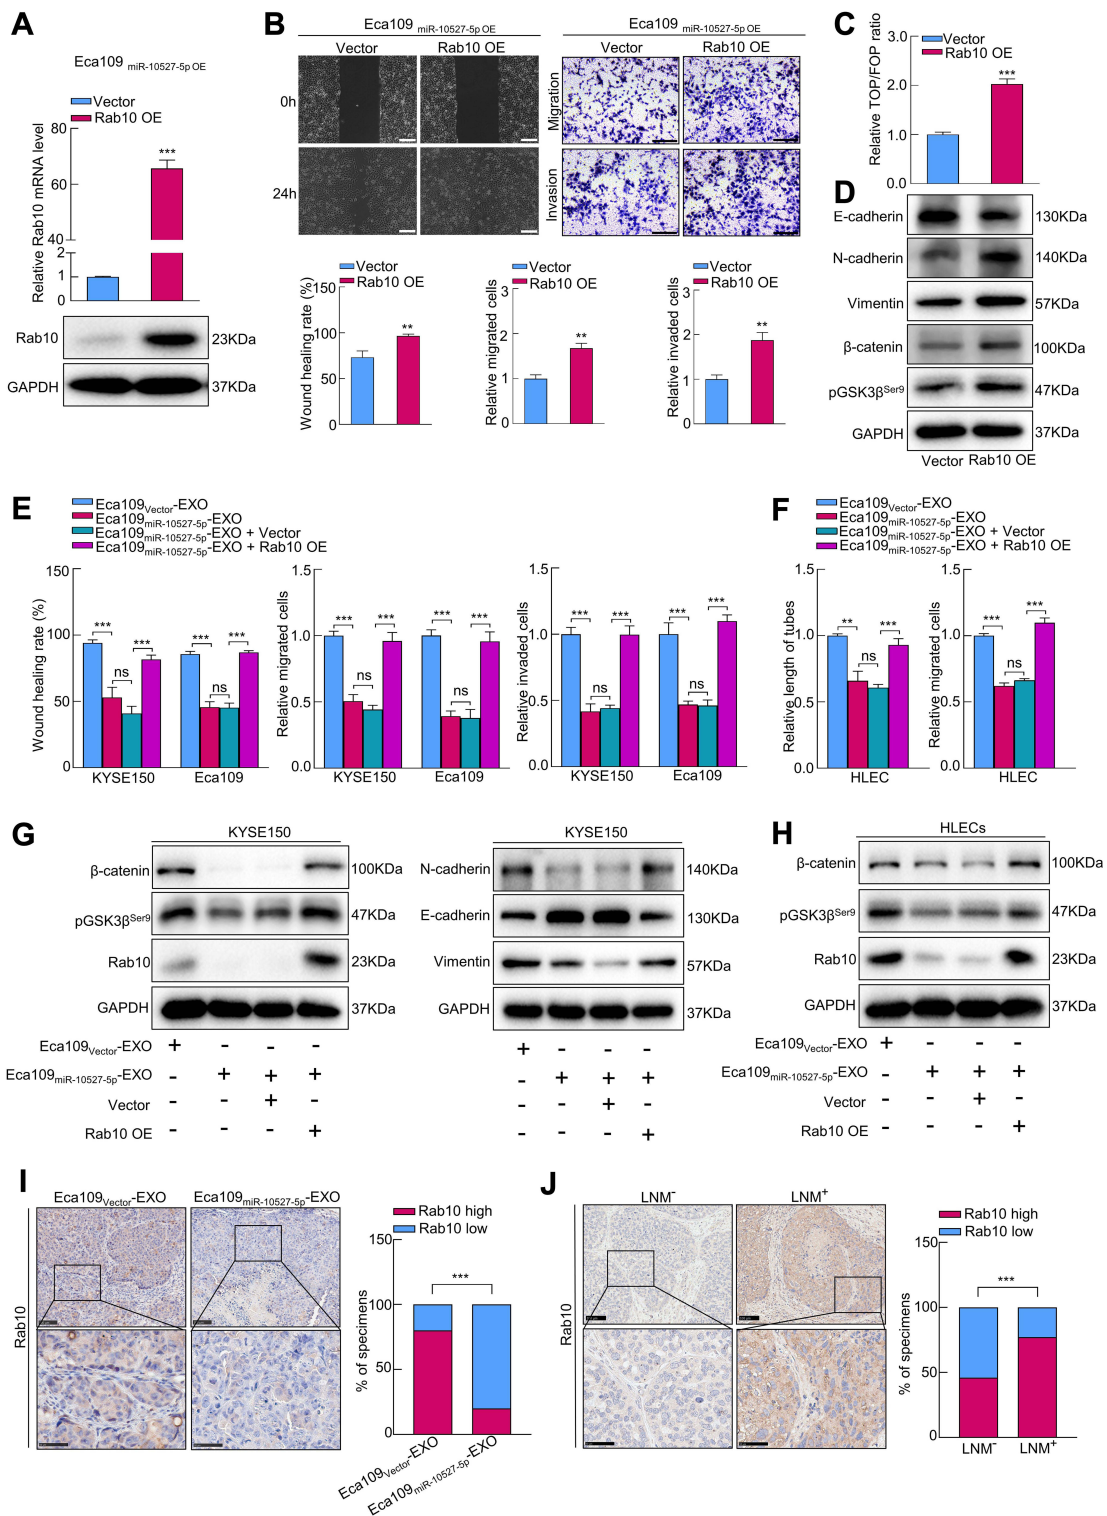 A
Eca109 miR-10527-5p OE
Vector
Rab10 OE
Relative Rab10 mRNA level
80
60
40
2
1
0
***
Rab10
23KDa
GAPDH
37KDa
B
Eca109 miR-10527-5p OE
Vector
Rab10 OE
0h
24h
Eca109 miR-10527-5p OE
Vector
Rab10 OE
Migration
Invasion
Vector
Rab10 OE
Wound healing rate (%)
150
100
50
0
**
Vector
Rab10 OE
Relative migrated cells
3
2
1
0
**
Vector
Rab10 OE
Relative invaded cells
3
2
1
0
**
C
Vector
Rab10 OE
Relative TOP/FOP ratio
3.0
2.0
1.0
0.0
***
D
E-cadherin
130KDa
N-cadherin
140KDa
Vimentin
57KDa
β-catenin
100KDa
pGSK3βSer9
47KDa
GAPDH
37KDa
Vector Rab10 OE
E
Eca109Vector-EXO
Eca109miR-10527-5p-EXO
Eca109miR-10527-5p-EXO + Vector
Eca109miR-10527-5p-EXO + Rab10 OE
Wound healing rate (%)
150
100
50
0
*** ns *** *** ns ***
KYSE150 Eca109
Relative migrated cells
1.5
1.0
0.5
0.0
*** ns *** *** ns ***
KYSE150 Eca109
Relative invaded cells
1.5
1.0
0.5
0.0
*** ns *** *** ns ***
KYSE150 Eca109
F
Eca109Vector-EXO
Eca109miR-10527-5p-EXO
Eca109miR-10527-5p-EXO + Vector
Eca109miR-10527-5p-EXO + Rab10 OE
Relative length of tubes
1.5
1.0
0.5
0.0
** ns ***
HLEC
Relative migrated cells
1.5
1.0
0.5
0.0
*** ns ***
HLEC
G
KYSE150
β-catenin
100KDa
pGSK3βSer9
47KDa
Rab10
23KDa
GAPDH
37KDa
Eca109Vector-EXO + - - -
Eca109miR-10527-5p-EXO - + + +
Vector - - + -
Rab10 OE - - - +
KYSE150
N-cadherin
140KDa
E-cadherin
130KDa
Vimentin
57KDa
GAPDH
37KDa
+ - - -
- + + +
- - + -
- - - +
H
HLECs
β-catenin
100KDa
pGSK3βSer9
47KDa
Rab10
23KDa
GAPDH
37KDa
Eca109Vector-EXO + - - -
Eca109miR-10527-5p-EXO - + + +
Vector - - + -
Rab10 OE - - - +
I
Eca109Vector-EXO
Eca109miR-10527-5p-EXO
Rab10
Rab10 high
Rab10 low
% of specimens
150
100
50
0
***
Eca109Vector-EXO
Eca109miR-10527-5p-EXO
J
LNM-
LNM+
Rab10
Rab10 high
Rab10 low
% of specimens
150
100
50
0
***
LNM-
LNM+